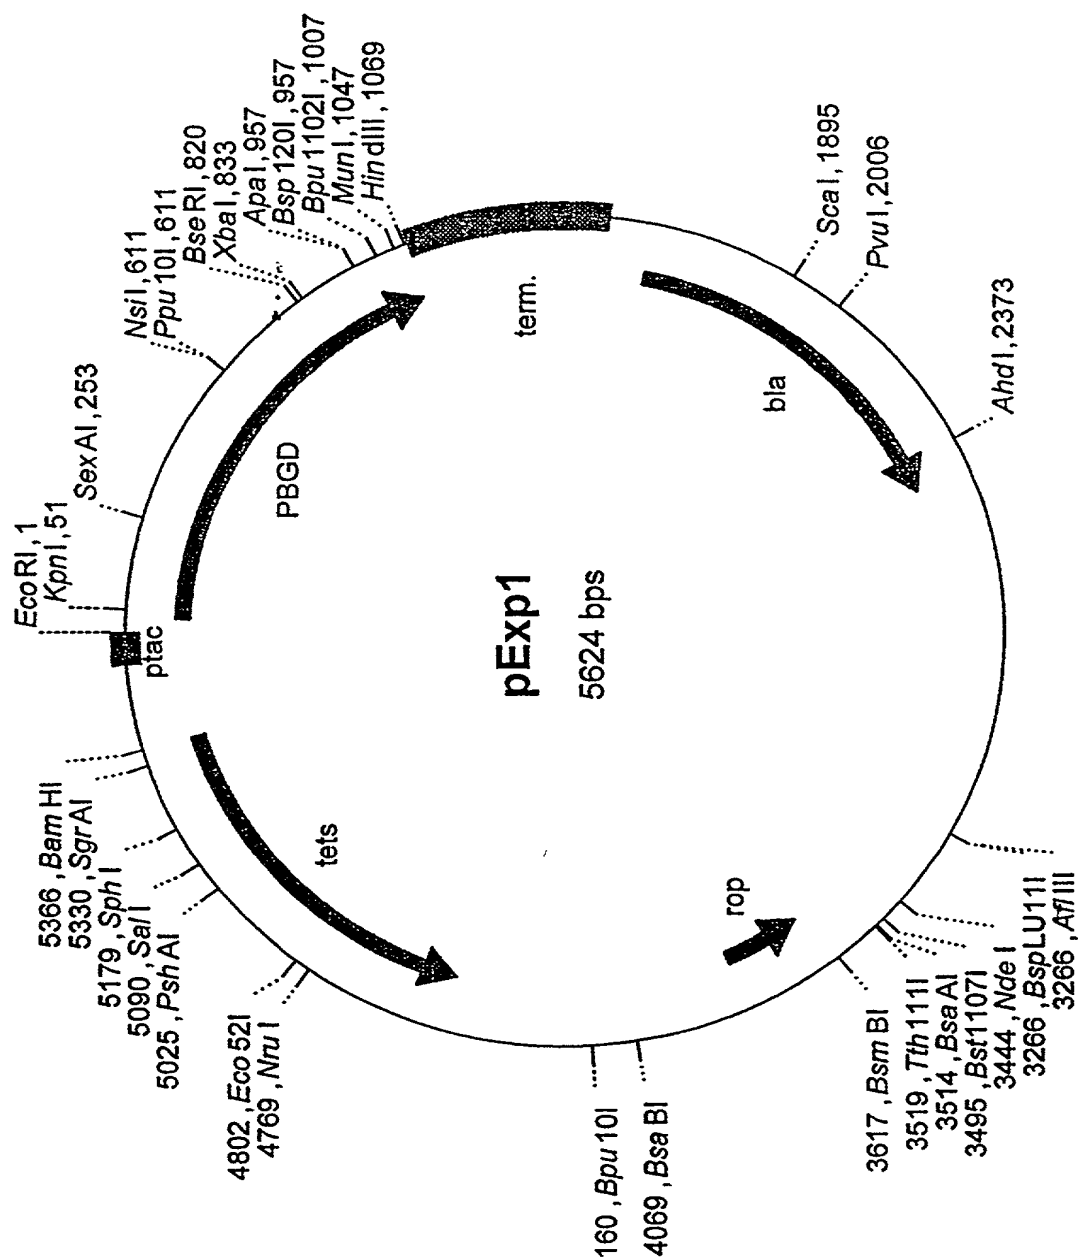 EcoRI, 1
KpnI, 51
SexAI, 253
NsiI, 611
Ppu10I, 611
BseRI, 820
XbaI, 833
ApaI, 957
Bsp120I, 957
Bpu1102I, 1007
MunI, 1047
HindIII, 1069
ScaI, 1895
PvuI, 2006
AhdI, 2373
ptac
PBGD
term.
bla
pExp1
5624 bps
tets
rop
5366, BamHI
5330, SgrAI
5179, SphI
5090, SalI
5025, PshAI
4802, Eco52I
4769, NruI
160, Bpu10I
4069, BsaBI
3617, BsmBI
3519, Tth111I
3514, BsaAI
3495, Bst1107I
3444, NdeI
3266, BspLU11I
3266, AflIII